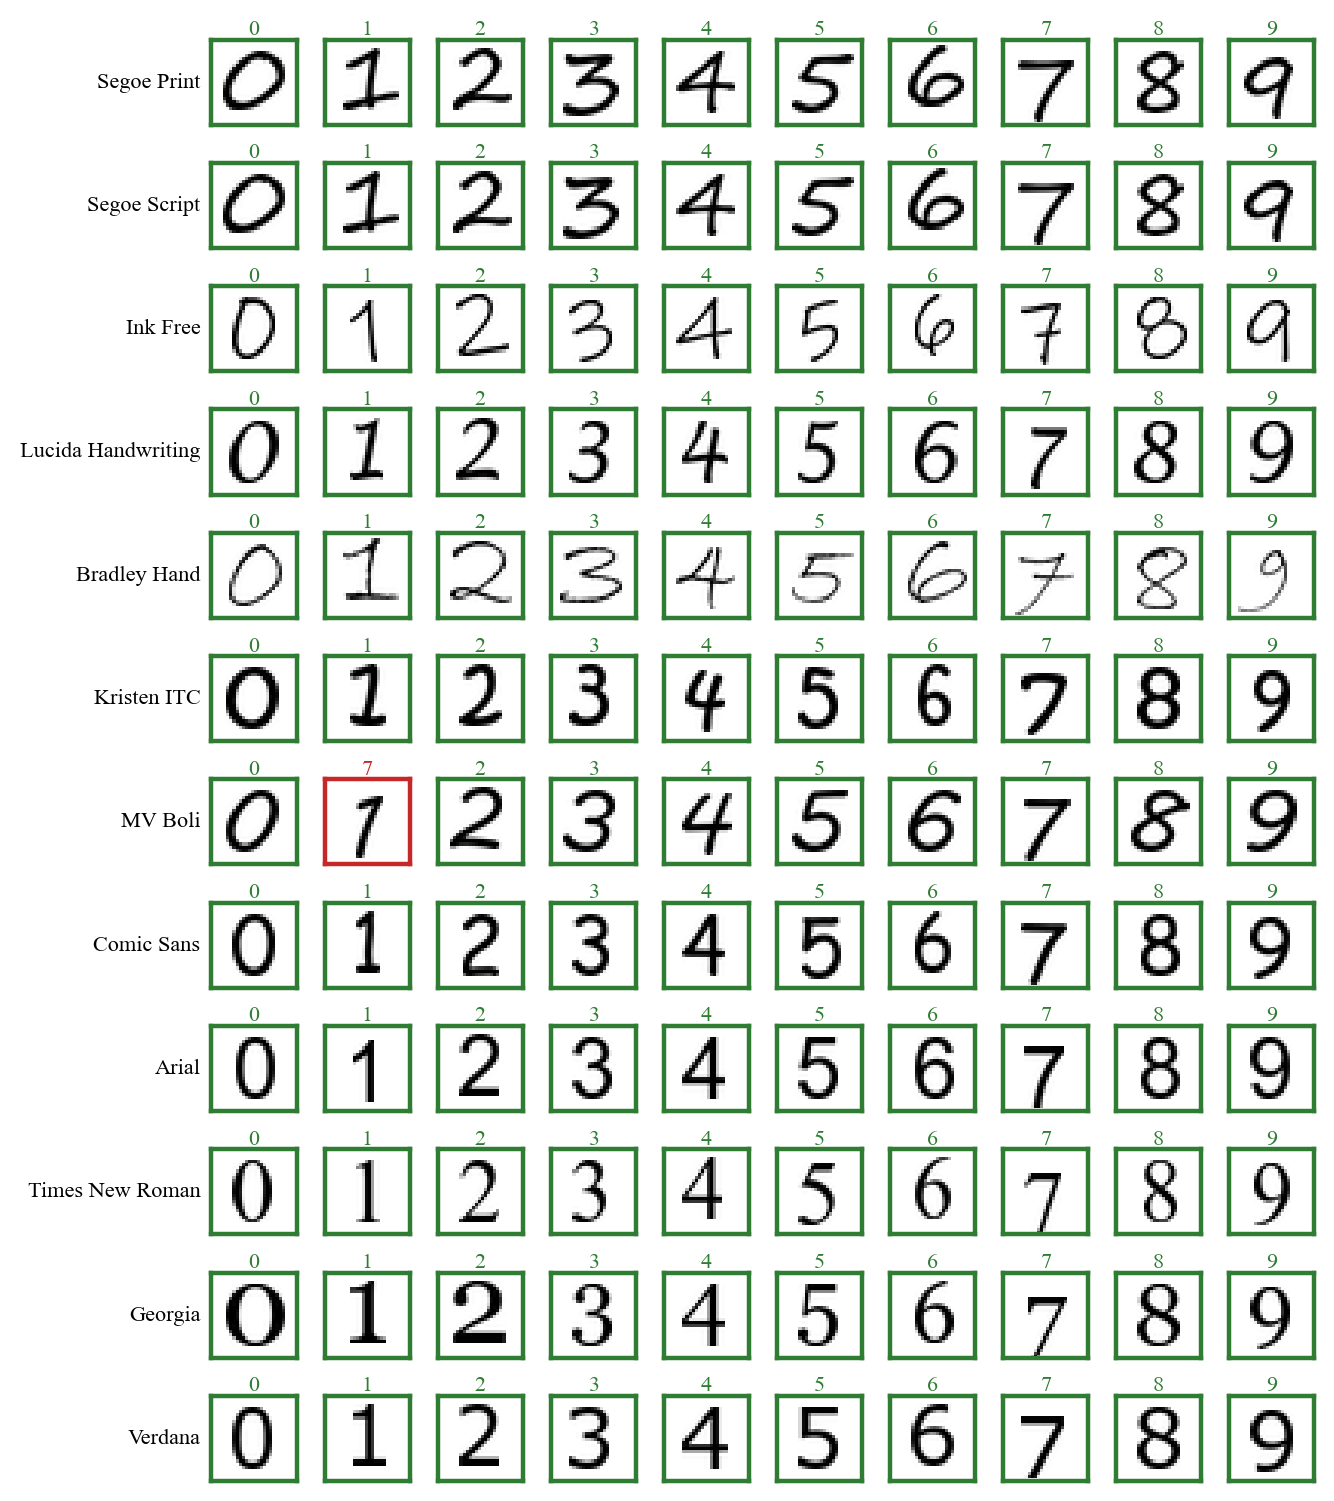 0 1 2 3 4 5 6 7 8 9
Segoe Print 0 1 2 3 4 5 6 7 8 9
0 1 2 3 4 5 6 7 8 9
Segoe Script 0 1 2 3 4 5 6 7 8 9
0 1 2 3 4 5 6 7 8 9
Ink Free 0 1 2 3 4 5 6 7 8 9
0 1 2 3 4 5 6 7 8 9
Lucida Handwriting 0 1 2 3 4 5 6 7 8 9
0 1 2 3 4 5 6 7 8 9
Bradley Hand 0 1 2 3 4 5 6 7 8 9
0 1 2 3 4 5 6 7 8 9
Kristen ITC 0 1 2 3 4 5 6 7 8 9
0 7 2 3 4 5 6 7 8 9
MV Boli 0 1 2 3 4 5 6 7 8 9
0 1 2 3 4 5 6 7 8 9
Comic Sans 0 1 2 3 4 5 6 7 8 9
0 1 2 3 4 5 6 7 8 9
Arial 0 1 2 3 4 5 6 7 8 9
0 1 2 3 4 5 6 7 8 9
Times New Roman 0 1 2 3 4 5 6 7 8 9
0 1 2 3 4 5 6 7 8 9
Georgia 0 1 2 3 4 5 6 7 8 9
0 1 2 3 4 5 6 7 8 9
Verdana 0 1 2 3 4 5 6 7 8 9